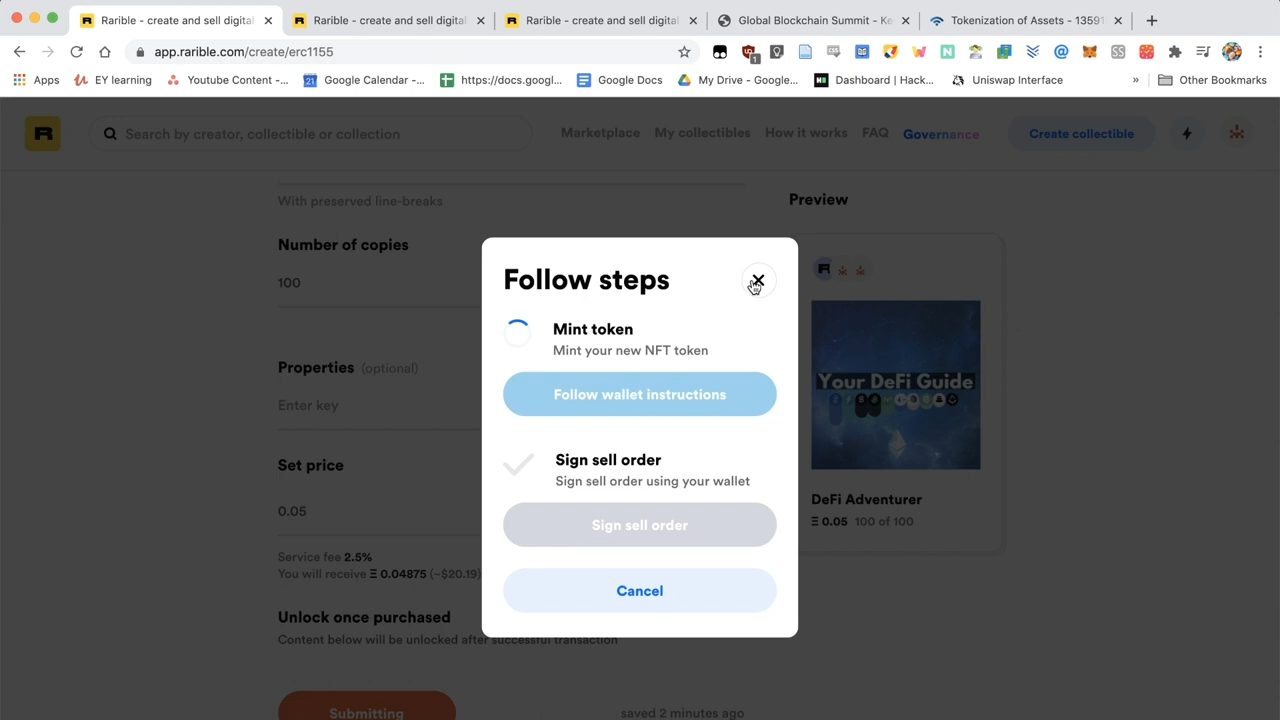 Rarible - create and sell digital
Rarible - create and sell digital
Rarible - create and sell digital
Global Blockchain Summit - Ke
Tokenization of Assets - 13591
app.rarible.com/create/erc1155
Apps
EY learning
Youtube Content -...
Google Calendar -...
https://docs.googl...
Google Docs
My Drive - Google...
Dashboard | Hack...
Uniswap Interface
»
Other Bookmarks
R
Search by creator, collectible or collection
Marketplace
My collectibles
How it works
FAQ
Governance
Create collectible
With preserved line-breaks
Number of copies
100
Properties (optional)
Enter key
Set price
0.05
Service fee 2.5%
You will receive Ξ 0.04875 (~$20.19)
Unlock once purchased
Content below will be unlocked after successful transaction
Submitting
saved 2 minutes ago
Follow steps
Mint token
Mint your new NFT token
Follow wallet instructions
Sign sell order
Sign sell order using your wallet
Sign sell order
Cancel
Preview
Your DeFi Guide
DeFi Adventurer
Ξ 0.05 100 of 100